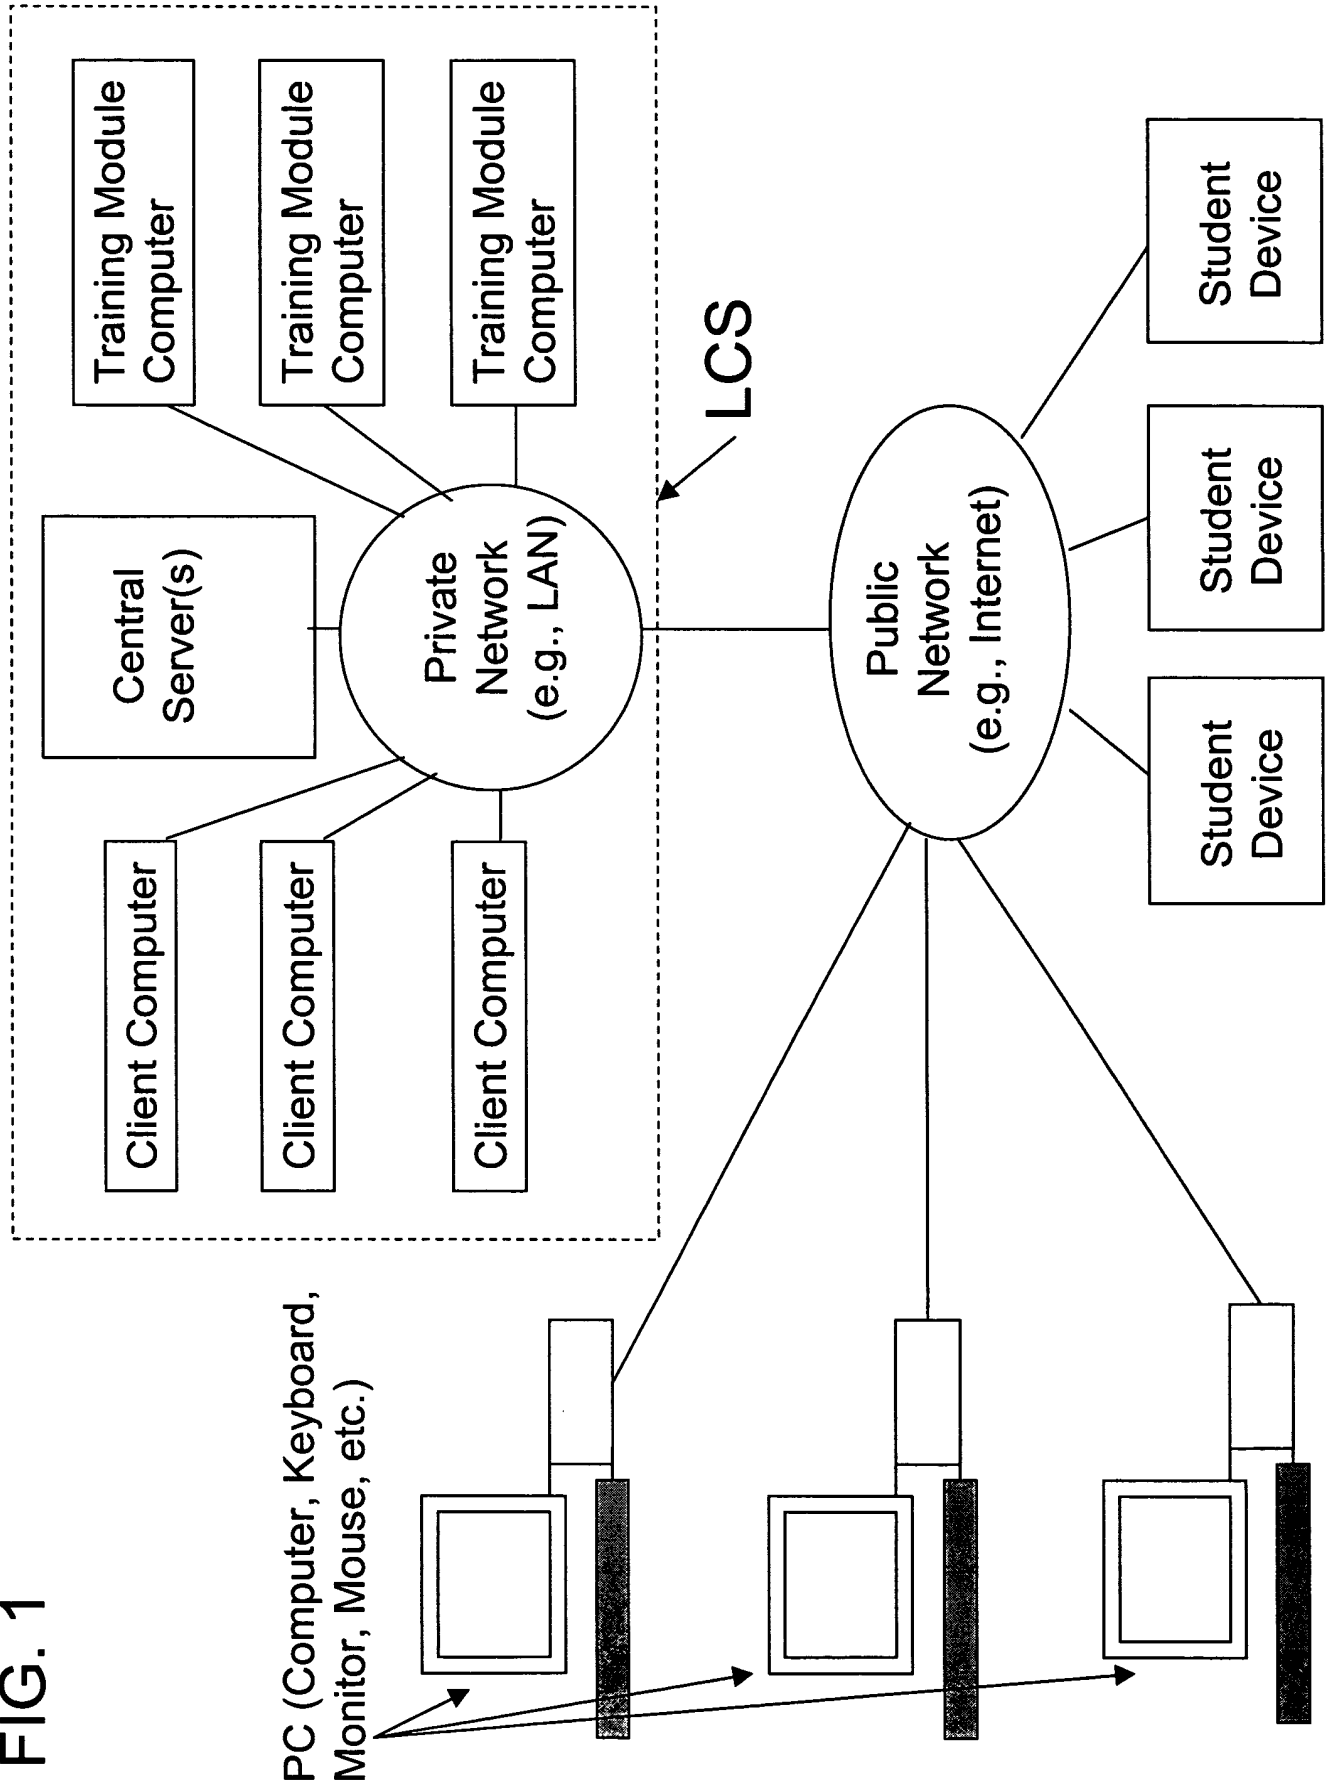 FIG. 1
PC (Computer, Keyboard,
Monitor, Mouse, etc.)
Client Computer
Client Computer
Client Computer
Central
Server(s)
Private
Network
(e.g., LAN)
Training Module
Computer
Training Module
Computer
Training Module
Computer
LCS
Public
Network
(e.g., Internet)
Student
Device
Student
Device
Student
Device